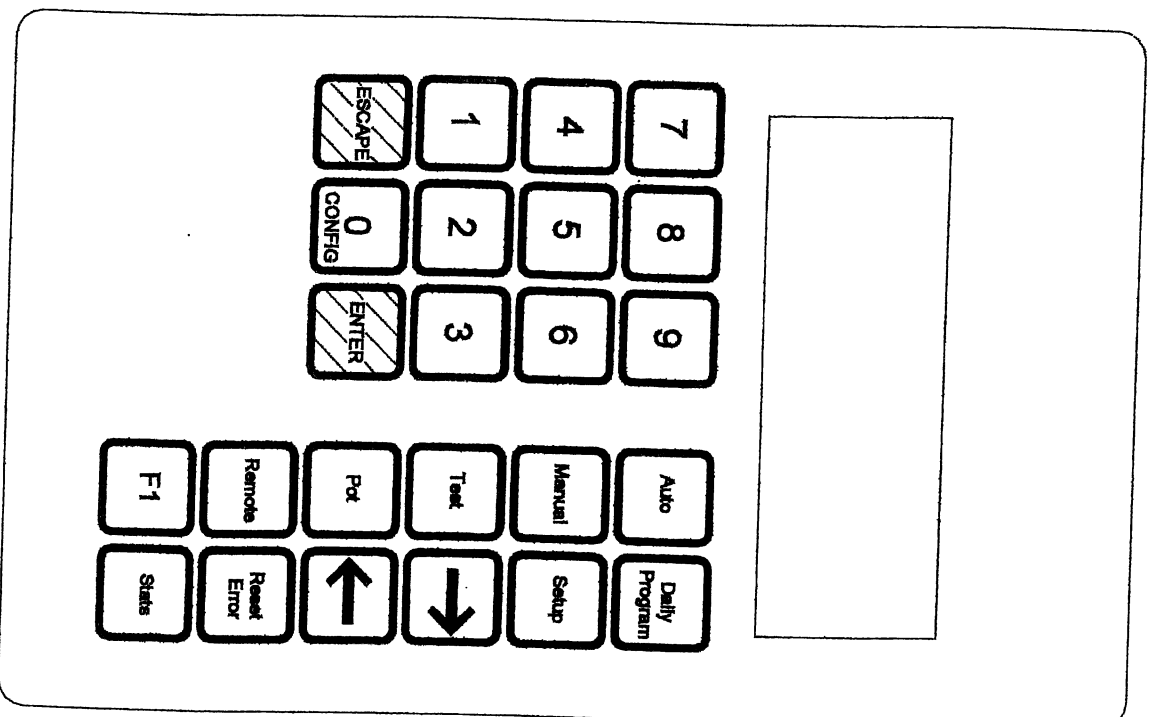 7
8
9
Auto
Daily
Program
4
5
6
Manual
Setup
1
2
3
Test
→
ESCAPE
0
CONFIG
ENTER
Pot
←
Remote
Reset
Error
F1
Stats